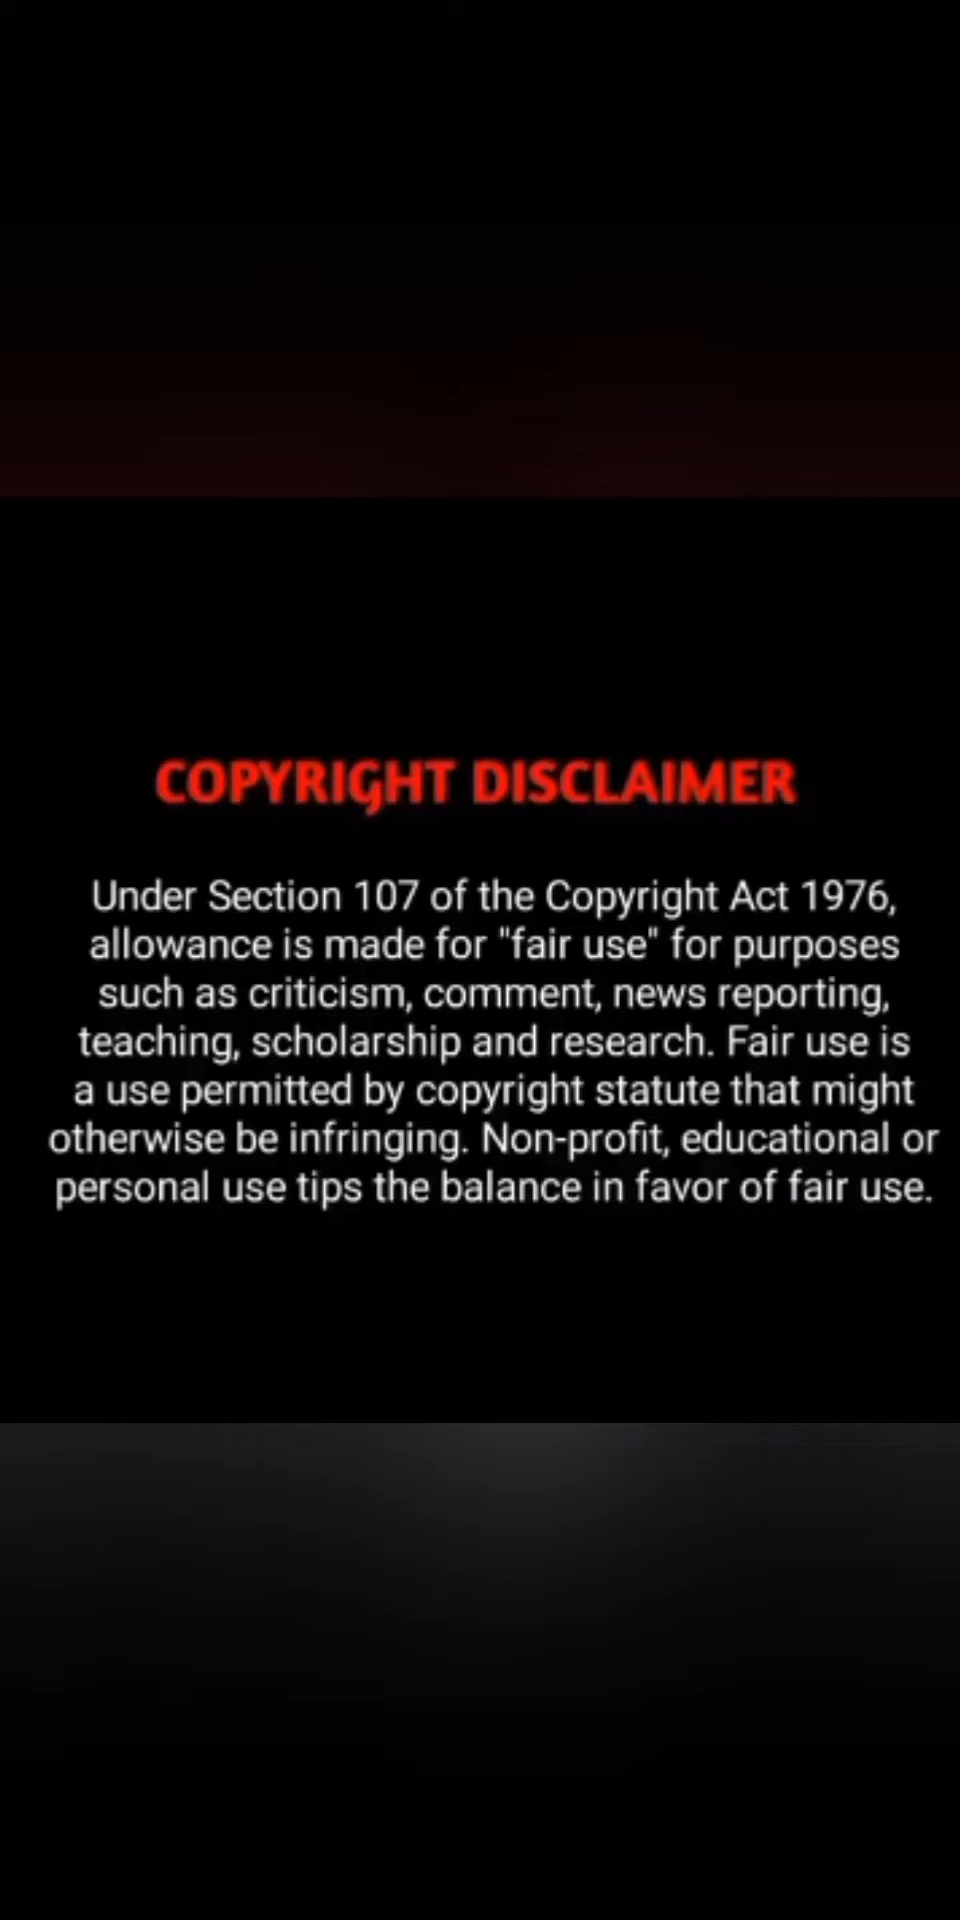 COPYRIGHT DISCLAIMER
Under Section 107 of the Copyright Act 1976,
allowance is made for "fair use" for purposes
such as criticism, comment, news reporting,
teaching, scholarship and research. Fair use is
a use permitted by copyright statute that might
otherwise be infringing. Non-profit, educational or
personal use tips the balance in favor of fair use.